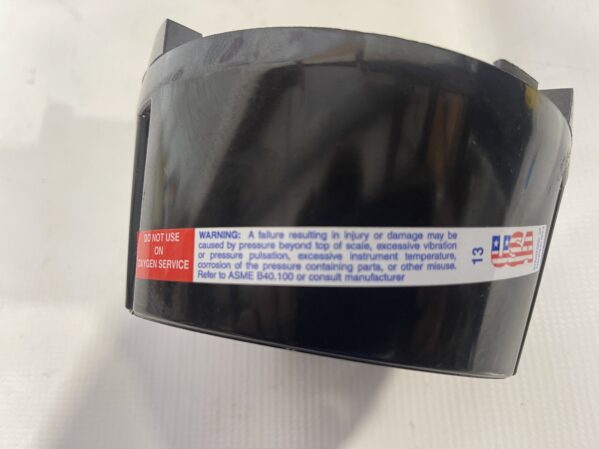 DO NOT USE
ON
OXYGEN SERVICE
WARNING: A failure resulting in injury or damage may be
caused by pressure beyond top of scale, excessive vibration
or pressure pulsation, excessive instrument temperature,
corrosion of the pressure containing parts, or other misuse.
Refer to ASME B40.100 or consult manufacturer
13